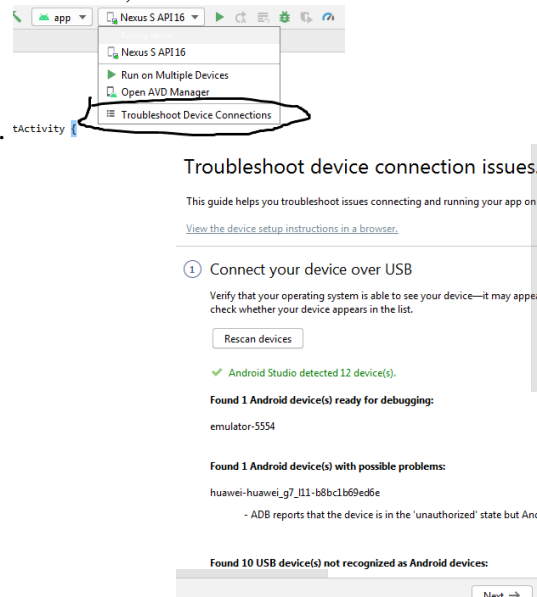 app
Nexus S API 16
Nexus S API 16
Run on Multiple Devices
Open AVD Manager
Troubleshoot Device Connections
tActivity {
Troubleshoot device connection issues.
This guide helps you troubleshoot issues connecting and running your app on
View the device setup instructions in a browser.
1 Connect your device over USB
Verify that your operating system is able to see your device—it may appe
check whether your device appears in the list.
Rescan devices
Android Studio detected 12 device(s).
Found 1 Android device(s) ready for debugging:
emulator-5554
Found 1 Android device(s) with possible problems:
huawei-huawei_g7_l11-b8bc1b69ed6e
- ADB reports that the device is in the 'unauthorized' state but And
Found 10 USB device(s) not recognized as Android devices:
Next →